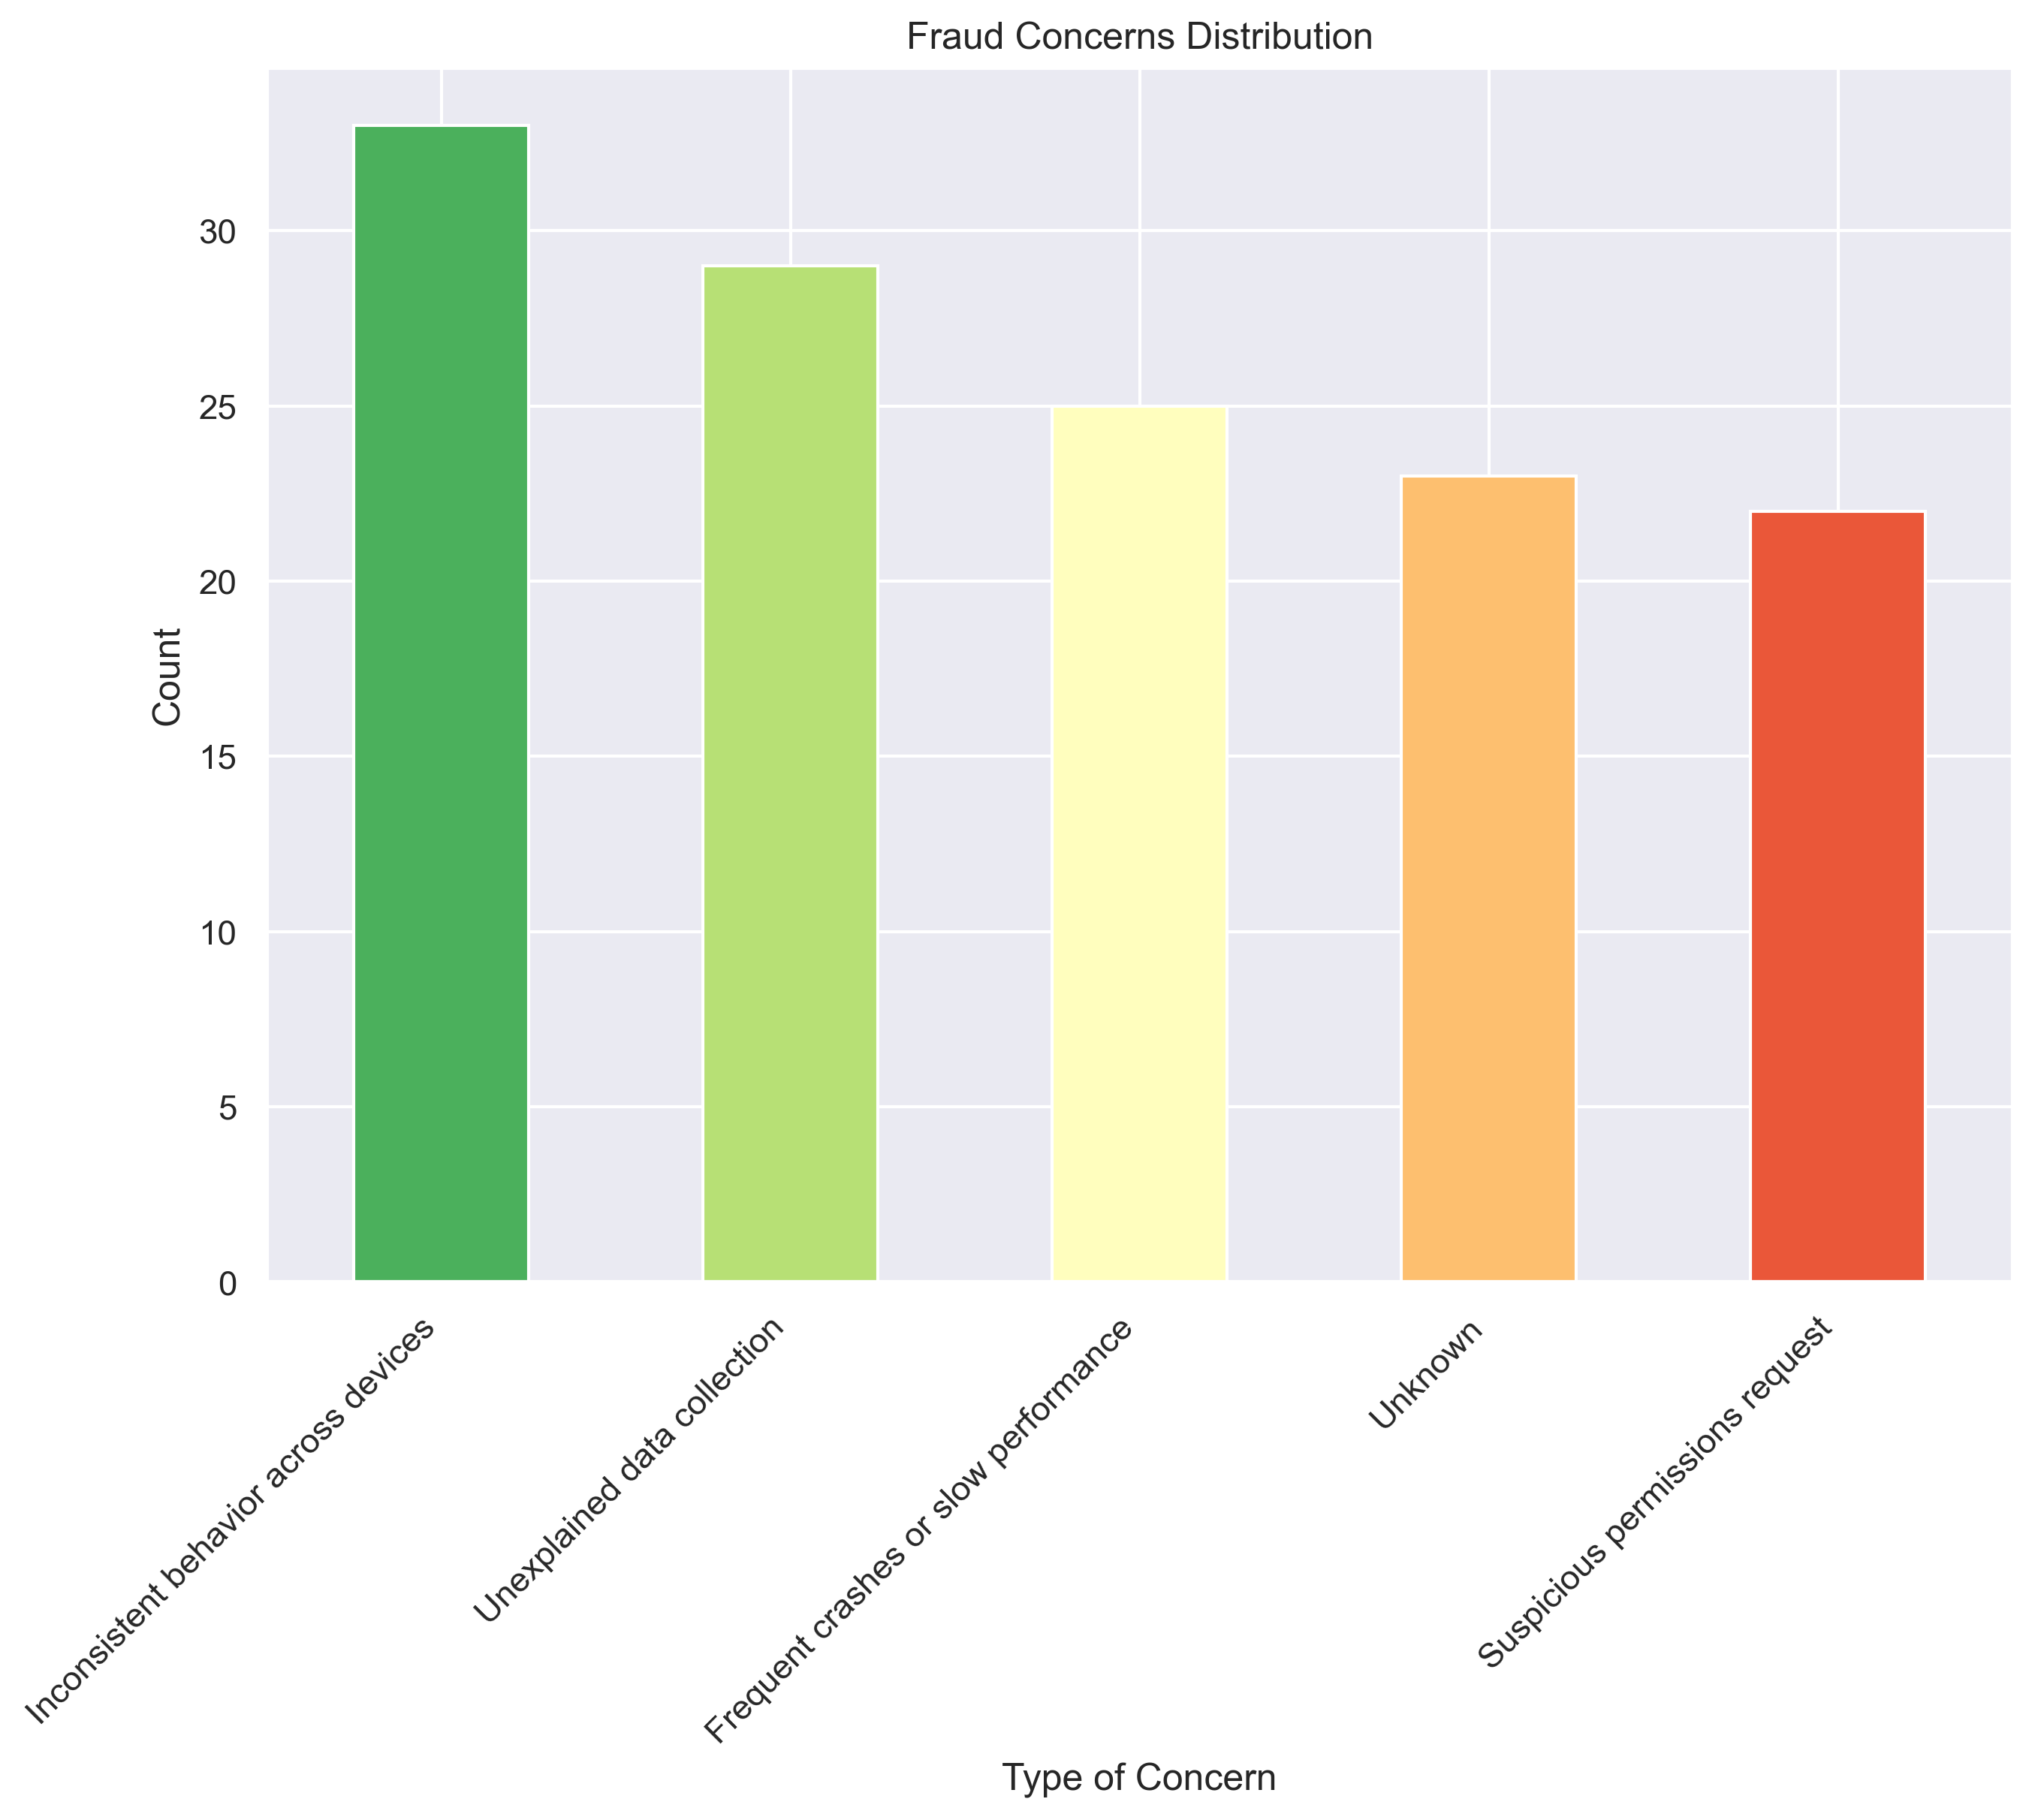 Fraud Concerns Distribution
Count
30
25
20
15
10
5
0
Inconsistent behavior across devices
Unexplained data collection
Frequent crashes or slow performance
Unknown
Suspicious permissions request
Type of Concern